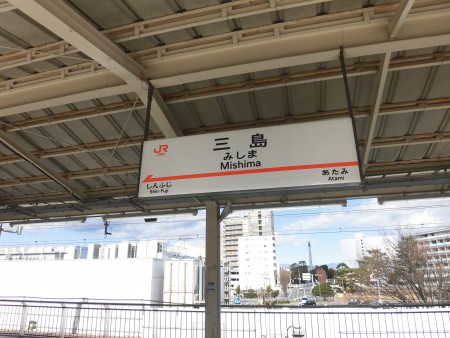 JR
三島
みしま
Mishima
しんふじ
Shin-Fuji
あたみ
Atami